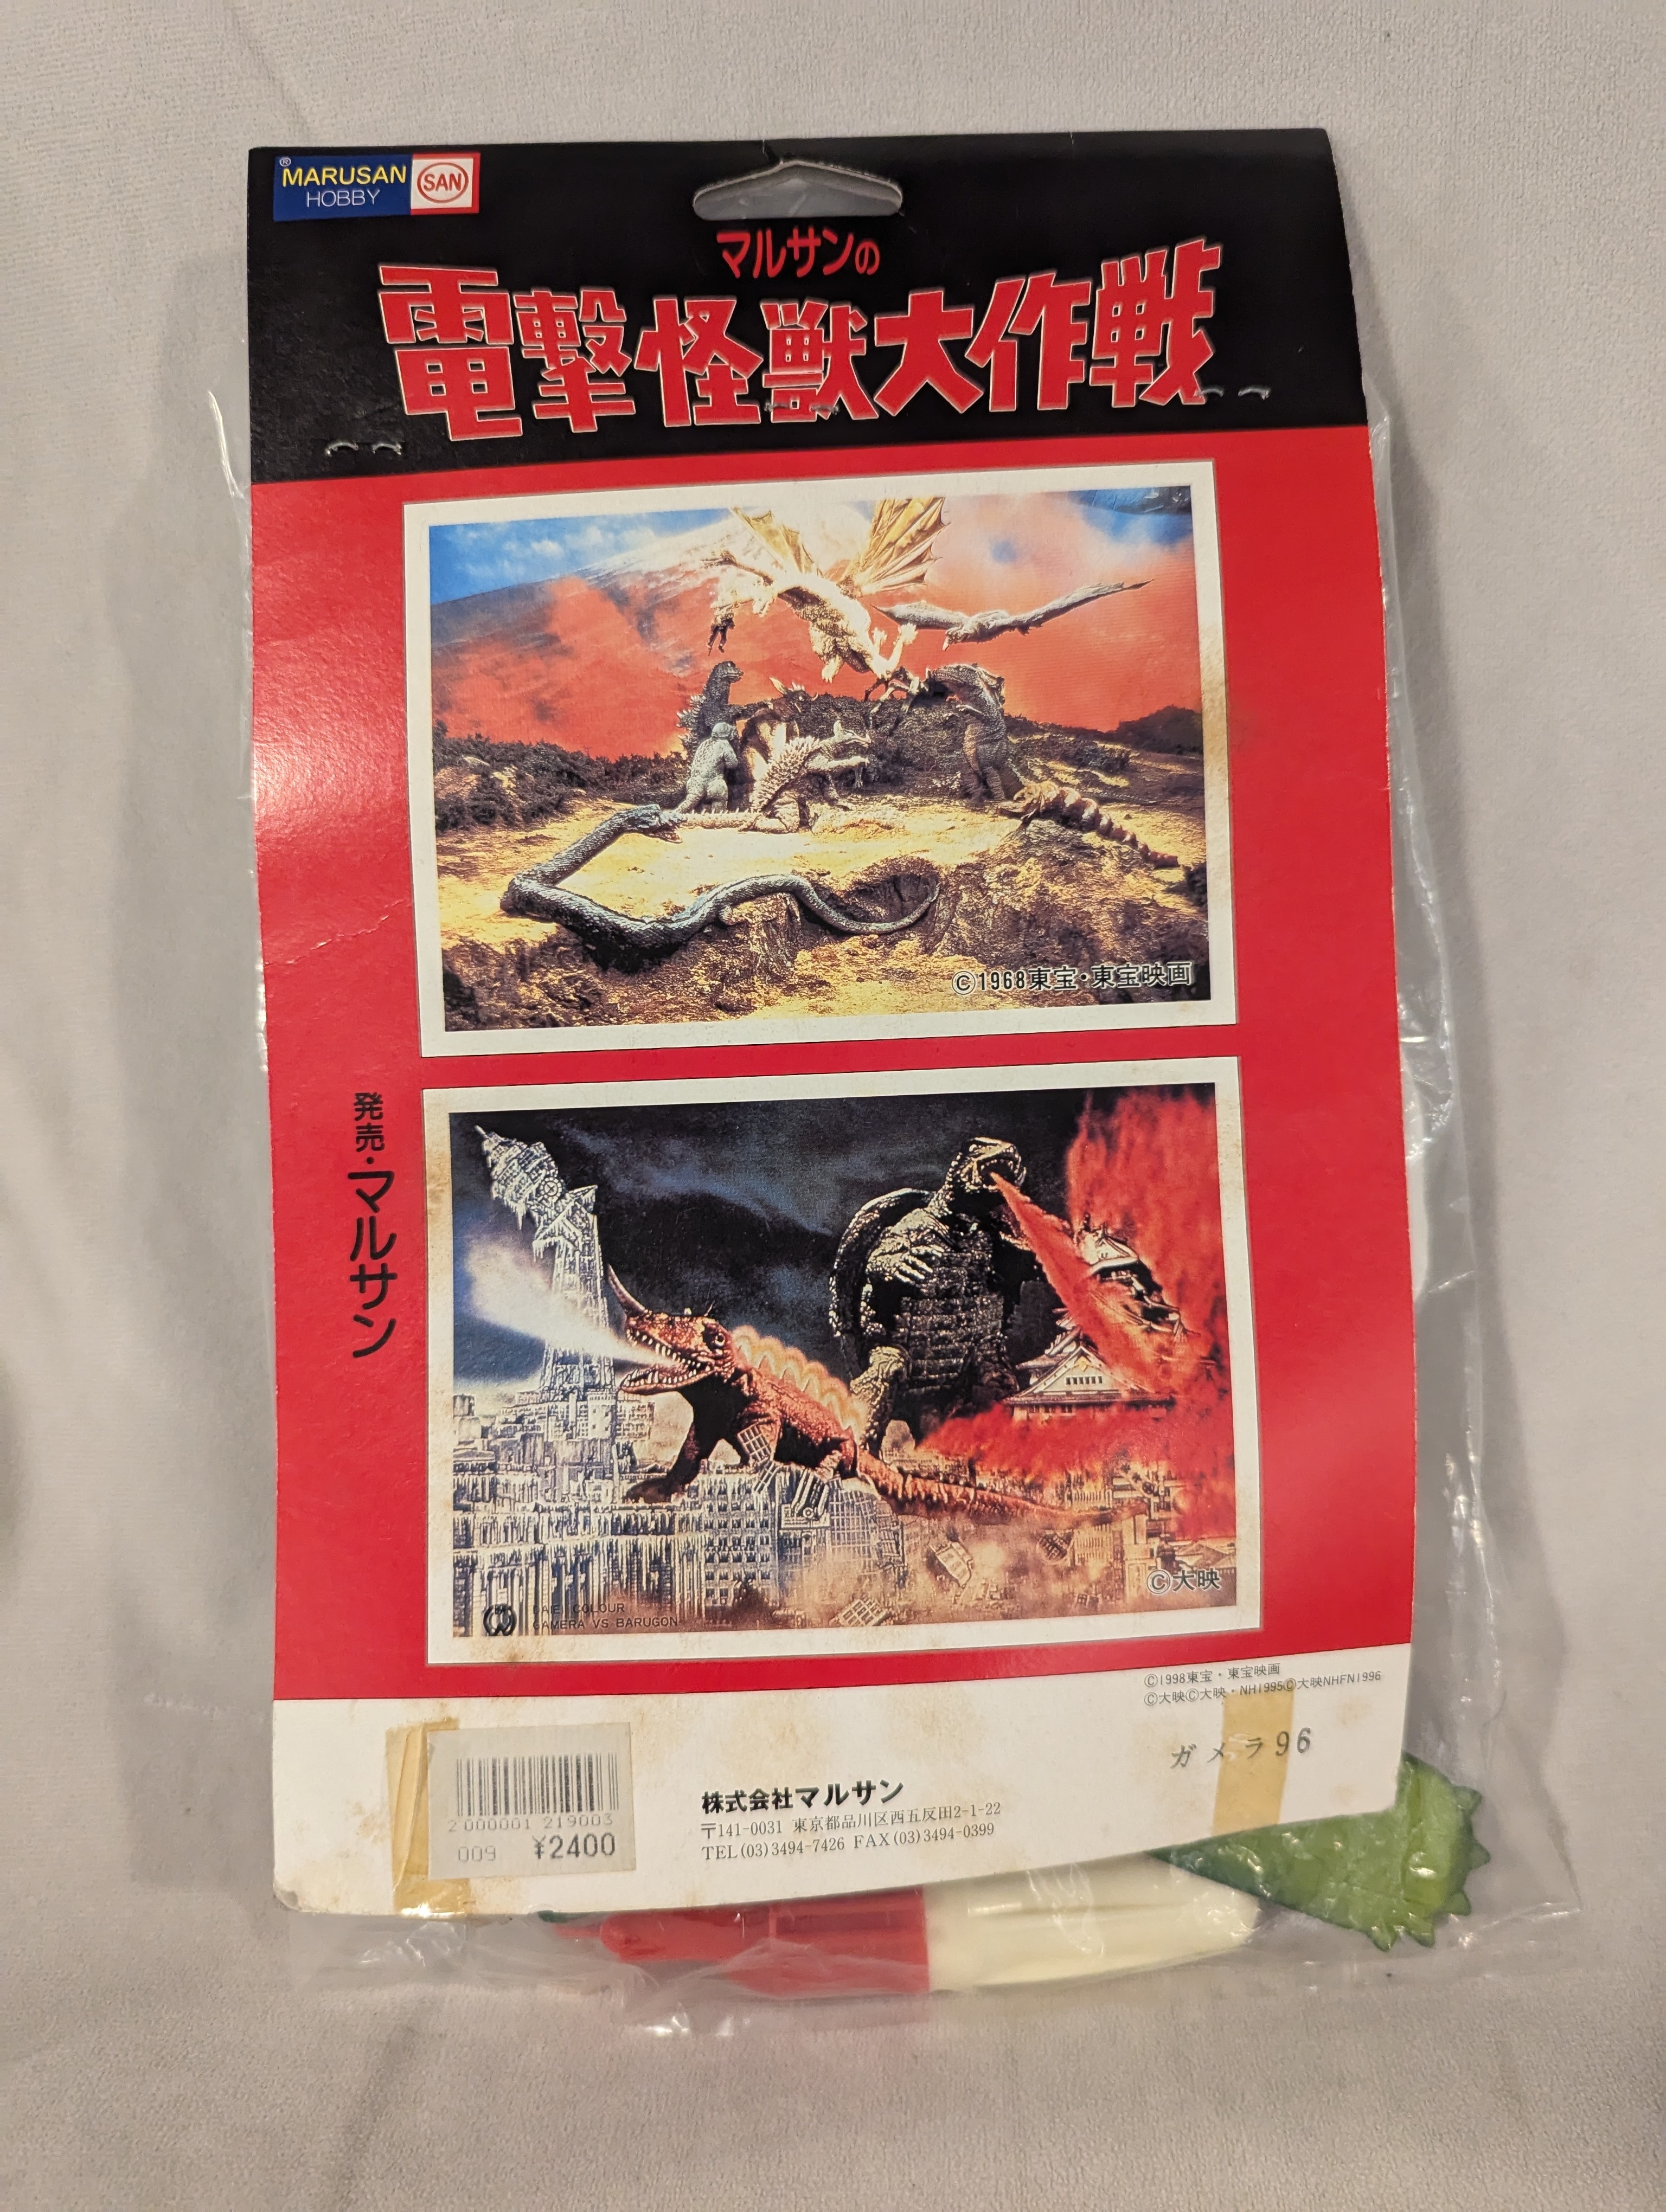 ® MARUSAN
HOBBY
SAN
マルサンの
電撃怪獣大作戦
©1968東宝・東宝映画
発売・マルサン
©大映
DAIEI COLOUR
GAMERA VS BARUGON
©1998東宝・東宝映画
©大映©大映・NH1995©大映NHFN1996
ガメラ96
2 000001 219003
009 ¥2400
株式会社マルサン
〒141-0031 東京都品川区西五反田2-1-22
TEL(03)3494-7426 FAX(03)3494-0399